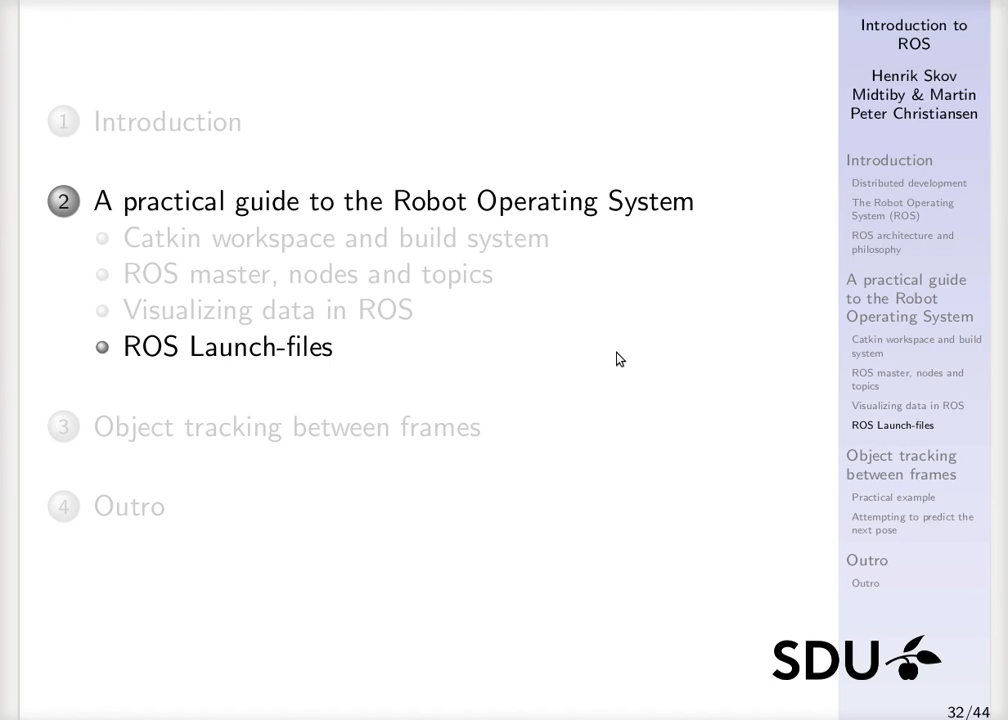 1 Introduction
2 A practical guide to the Robot Operating System
Catkin workspace and build system
ROS master, nodes and topics
Visualizing data in ROS
ROS Launch-files
3 Object tracking between frames
4 Outro
Introduction to
ROS
Henrik Skov
Midtiby & Martin
Peter Christiansen
Introduction
Distributed development
The Robot Operating
System (ROS)
ROS architecture and
philosophy
A practical guide
to the Robot
Operating System
Catkin workspace and build
system
ROS master, nodes and
topics
Visualizing data in ROS
ROS Launch-files
Object tracking
between frames
Practical example
Attempting to predict the
next pose
Outro
Outro
SDU
32/44